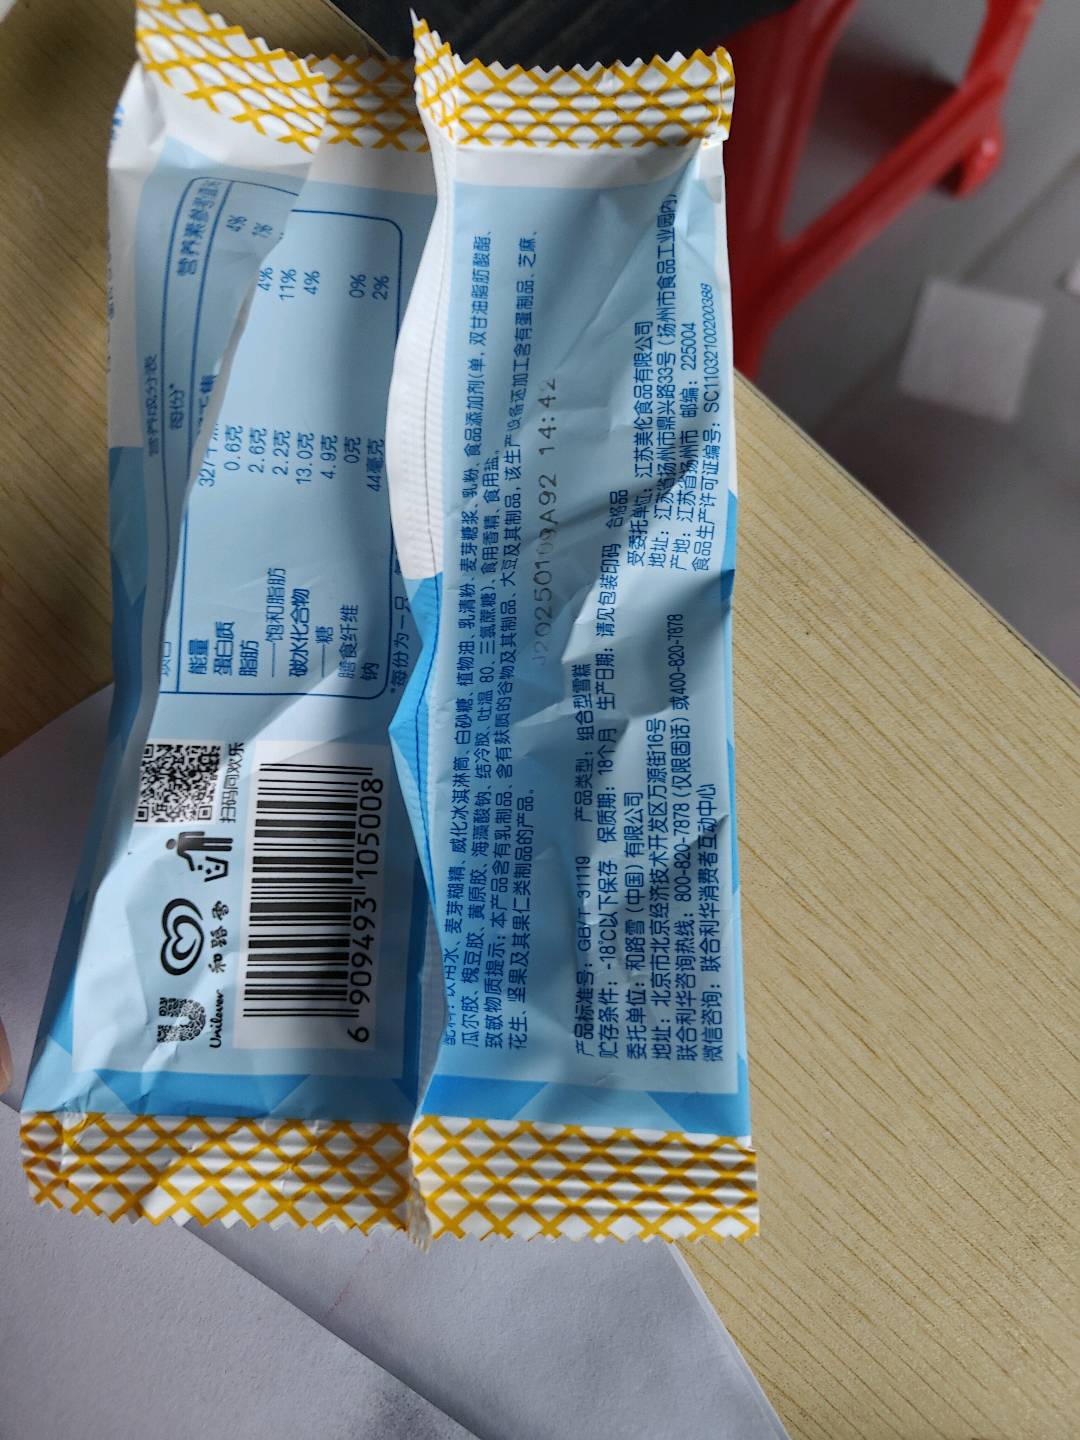 营养成分表
每份*
营养素参考值%
能量
4%
蛋白质 0.6克
1%
脂肪 2.6克 4%
——饱和脂肪 2.2克 11%
碳水化合物 13.0克 4%
——糖 4.9克
膳食纤维 0克 0%
钠 44毫克 2%
*每份为一只
扫码同欢乐
和路雪
Unilever
6 909493 105008
饮用水、麦芽糊精、威化冰淇淋筒、白砂糖、植物油、乳清粉、麦芽糖浆、乳粉、食品添加剂(单，双甘油脂肪酸酯、
瓜尔胶、槐豆胶、黄原胶、海藻酸钠、结冷胶、吐温 80、三氯蔗糖)、食用香精、食用盐。
致敏物质提示：本产品含有乳制品、含有麸质的谷物及其制品、大豆及其制品，该生产设备还加工含有蛋制品、芝麻、
花生、坚果及其果仁类制品的产品。
J20250109A92 14:42
产品标准号：GB/T 31119 产品类型：组合型雪糕
贮存条件：-18℃以下保存 保质期：18个月 生产日期：请见包装印码 合格品
委托单位：和路雪（中国）有限公司
地址：北京市北京经济技术开发区万源街16号
联合利华咨询热线：800-820-7878（仅限固话）或400-820-7878
微信咨询：联合利华消费者互动中心
受委托单位：江苏美伦食品有限公司
地址：江苏省扬州市鼎兴路33号（扬州市食品工业园内）
产地：江苏省扬州市 邮编：225004
食品生产许可证编号：SC11032100200388